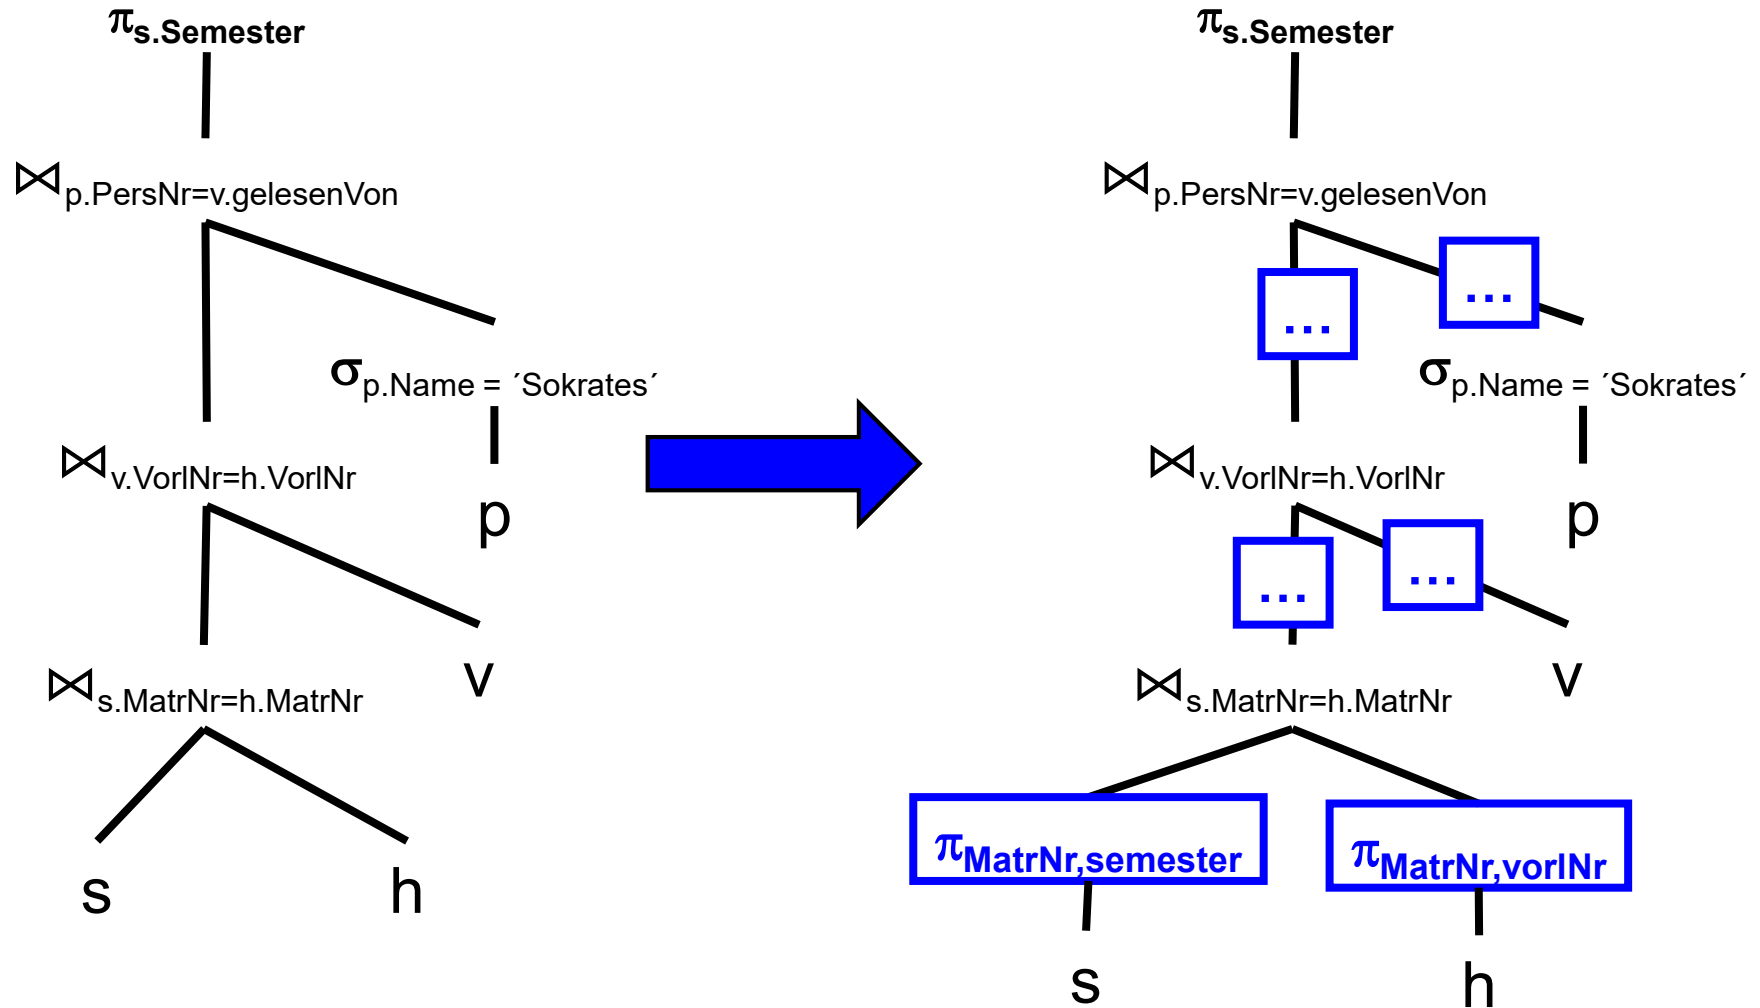 πs.Semester
⋈p.PersNr=v.gelesenVon
σp.Name = ´Sokrates´
p
⋈v.VorlNr=h.VorlNr
v
⋈s.MatrNr=h.MatrNr
s
h
πs.Semester
⋈p.PersNr=v.gelesenVon
...
...
σp.Name = ´Sokrates´
p
⋈v.VorlNr=h.VorlNr
...
...
v
⋈s.MatrNr=h.MatrNr
πMatrNr,semester
πMatrNr,vorlNr
s
h